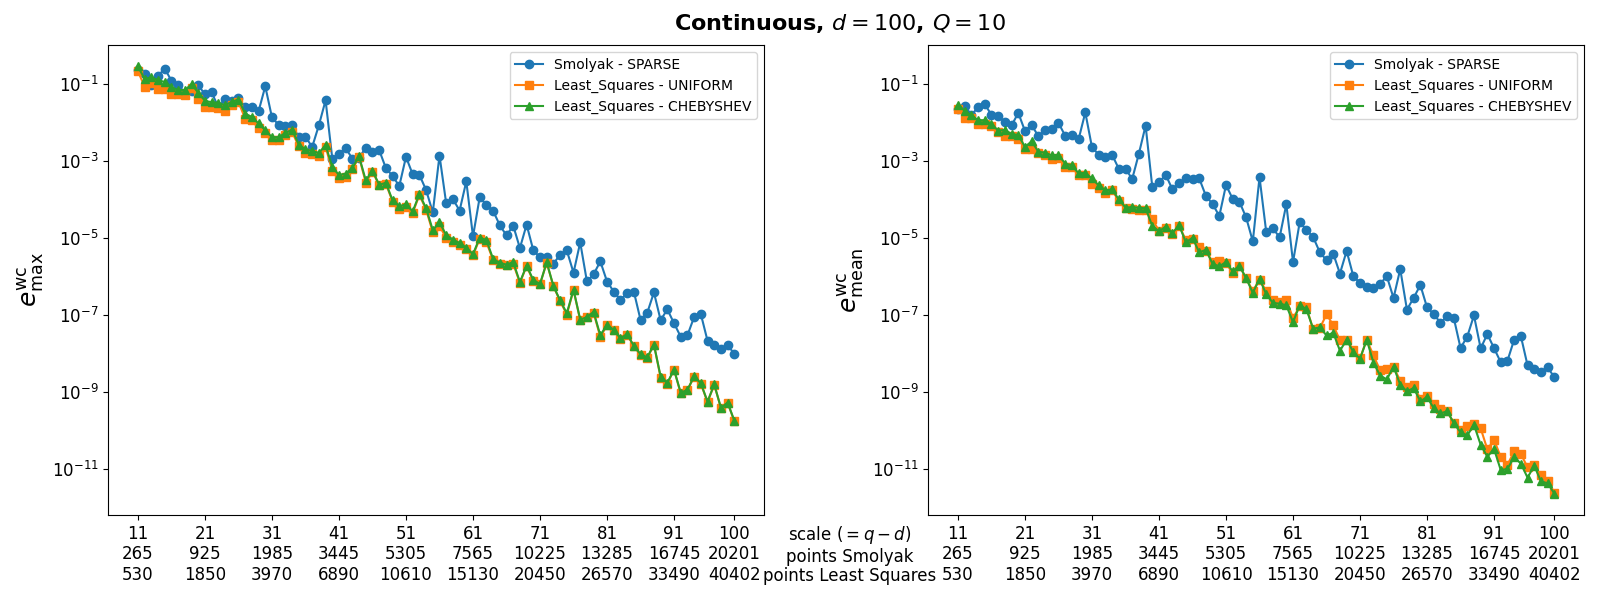 Continuous, d = 100, Q = 10
Smolyak - SPARSE
Least_Squares - UNIFORM
Least_Squares - CHEBYSHEV
10⁻¹
10⁻³
10⁻⁵
10⁻⁷
10⁻⁹
10⁻¹¹
e^wc_max
11 21 31 41 51 61 71 81 91 100
265 925 1985 3445 5305 7565 10225 13285 16745 20201
530 1850 3970 6890 10610 15130 20450 26570 33490 40402
scale (= q − d)
points Smolyak
points Least Squares
Smolyak - SPARSE
Least_Squares - UNIFORM
Least_Squares - CHEBYSHEV
10⁻¹
10⁻³
10⁻⁵
10⁻⁷
10⁻⁹
10⁻¹¹
e^wc_mean
11 21 31 41 51 61 71 81 91 100
265 925 1985 3445 5305 7565 10225 13285 16745 20201
530 1850 3970 6890 10610 15130 20450 26570 33490 40402